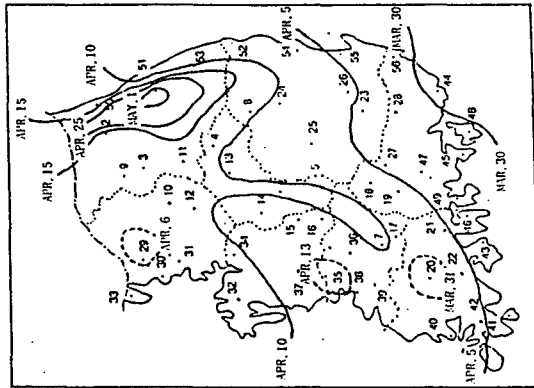 APR. 15
APR. 15
APR. 25
APR. 10
2 50
33 9
MAY. 1
29 3 51
30 APR. 6 10
31 12 11
53
4
32 13
34 52
8
14
24
APR. 10 15 54
37
APR. 13 16 5 25 APR. 5
35
36 26
38 55
7 18 23
39 17 19 27 28 56 MAR. 30
40 20 21 47
49 45 44
MAR. 31
22
APR. 5 42 46 48
43
41
MAR. 30